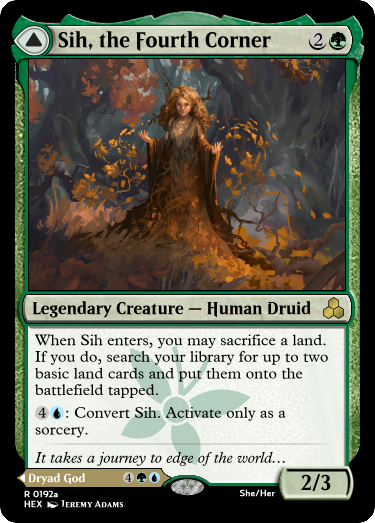 Sih, the Fourth Corner 2
Legendary Creature — Human Druid
When Sih enters, you may sacrifice a land.
If you do, search your library for up to two
basic land cards and put them onto the
battlefield tapped.
4: Convert Sih. Activate only as a
sorcery.
It takes a journey to edge of the world…
Dryad God 4
2/3
R 0192a
She/Her
HEX Jeremy Adams